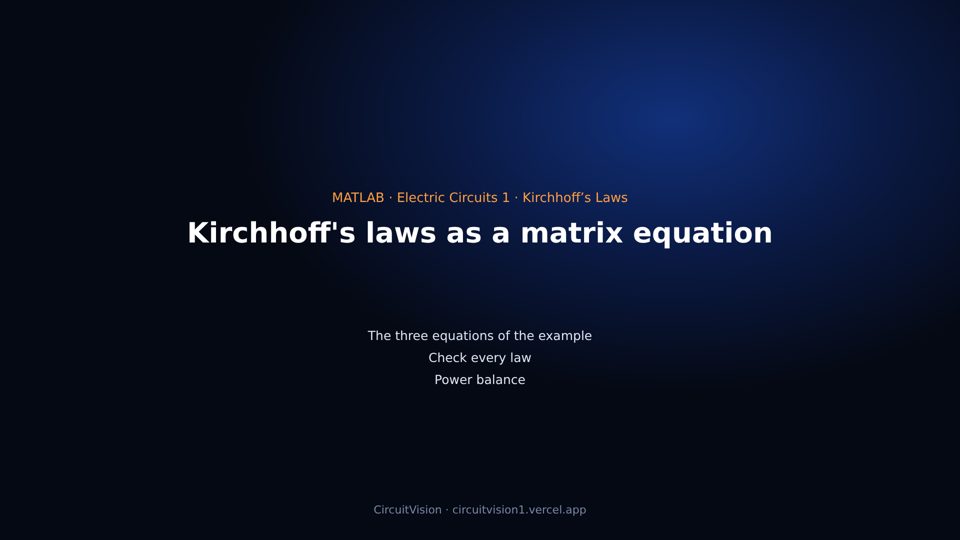 MATLAB · Electric Circuits 1 · Kirchhoff’s Laws
Kirchhoff's laws as a matrix equation
The three equations of the example
Check every law
Power balance
CircuitVision · circuitvision1.vercel.app